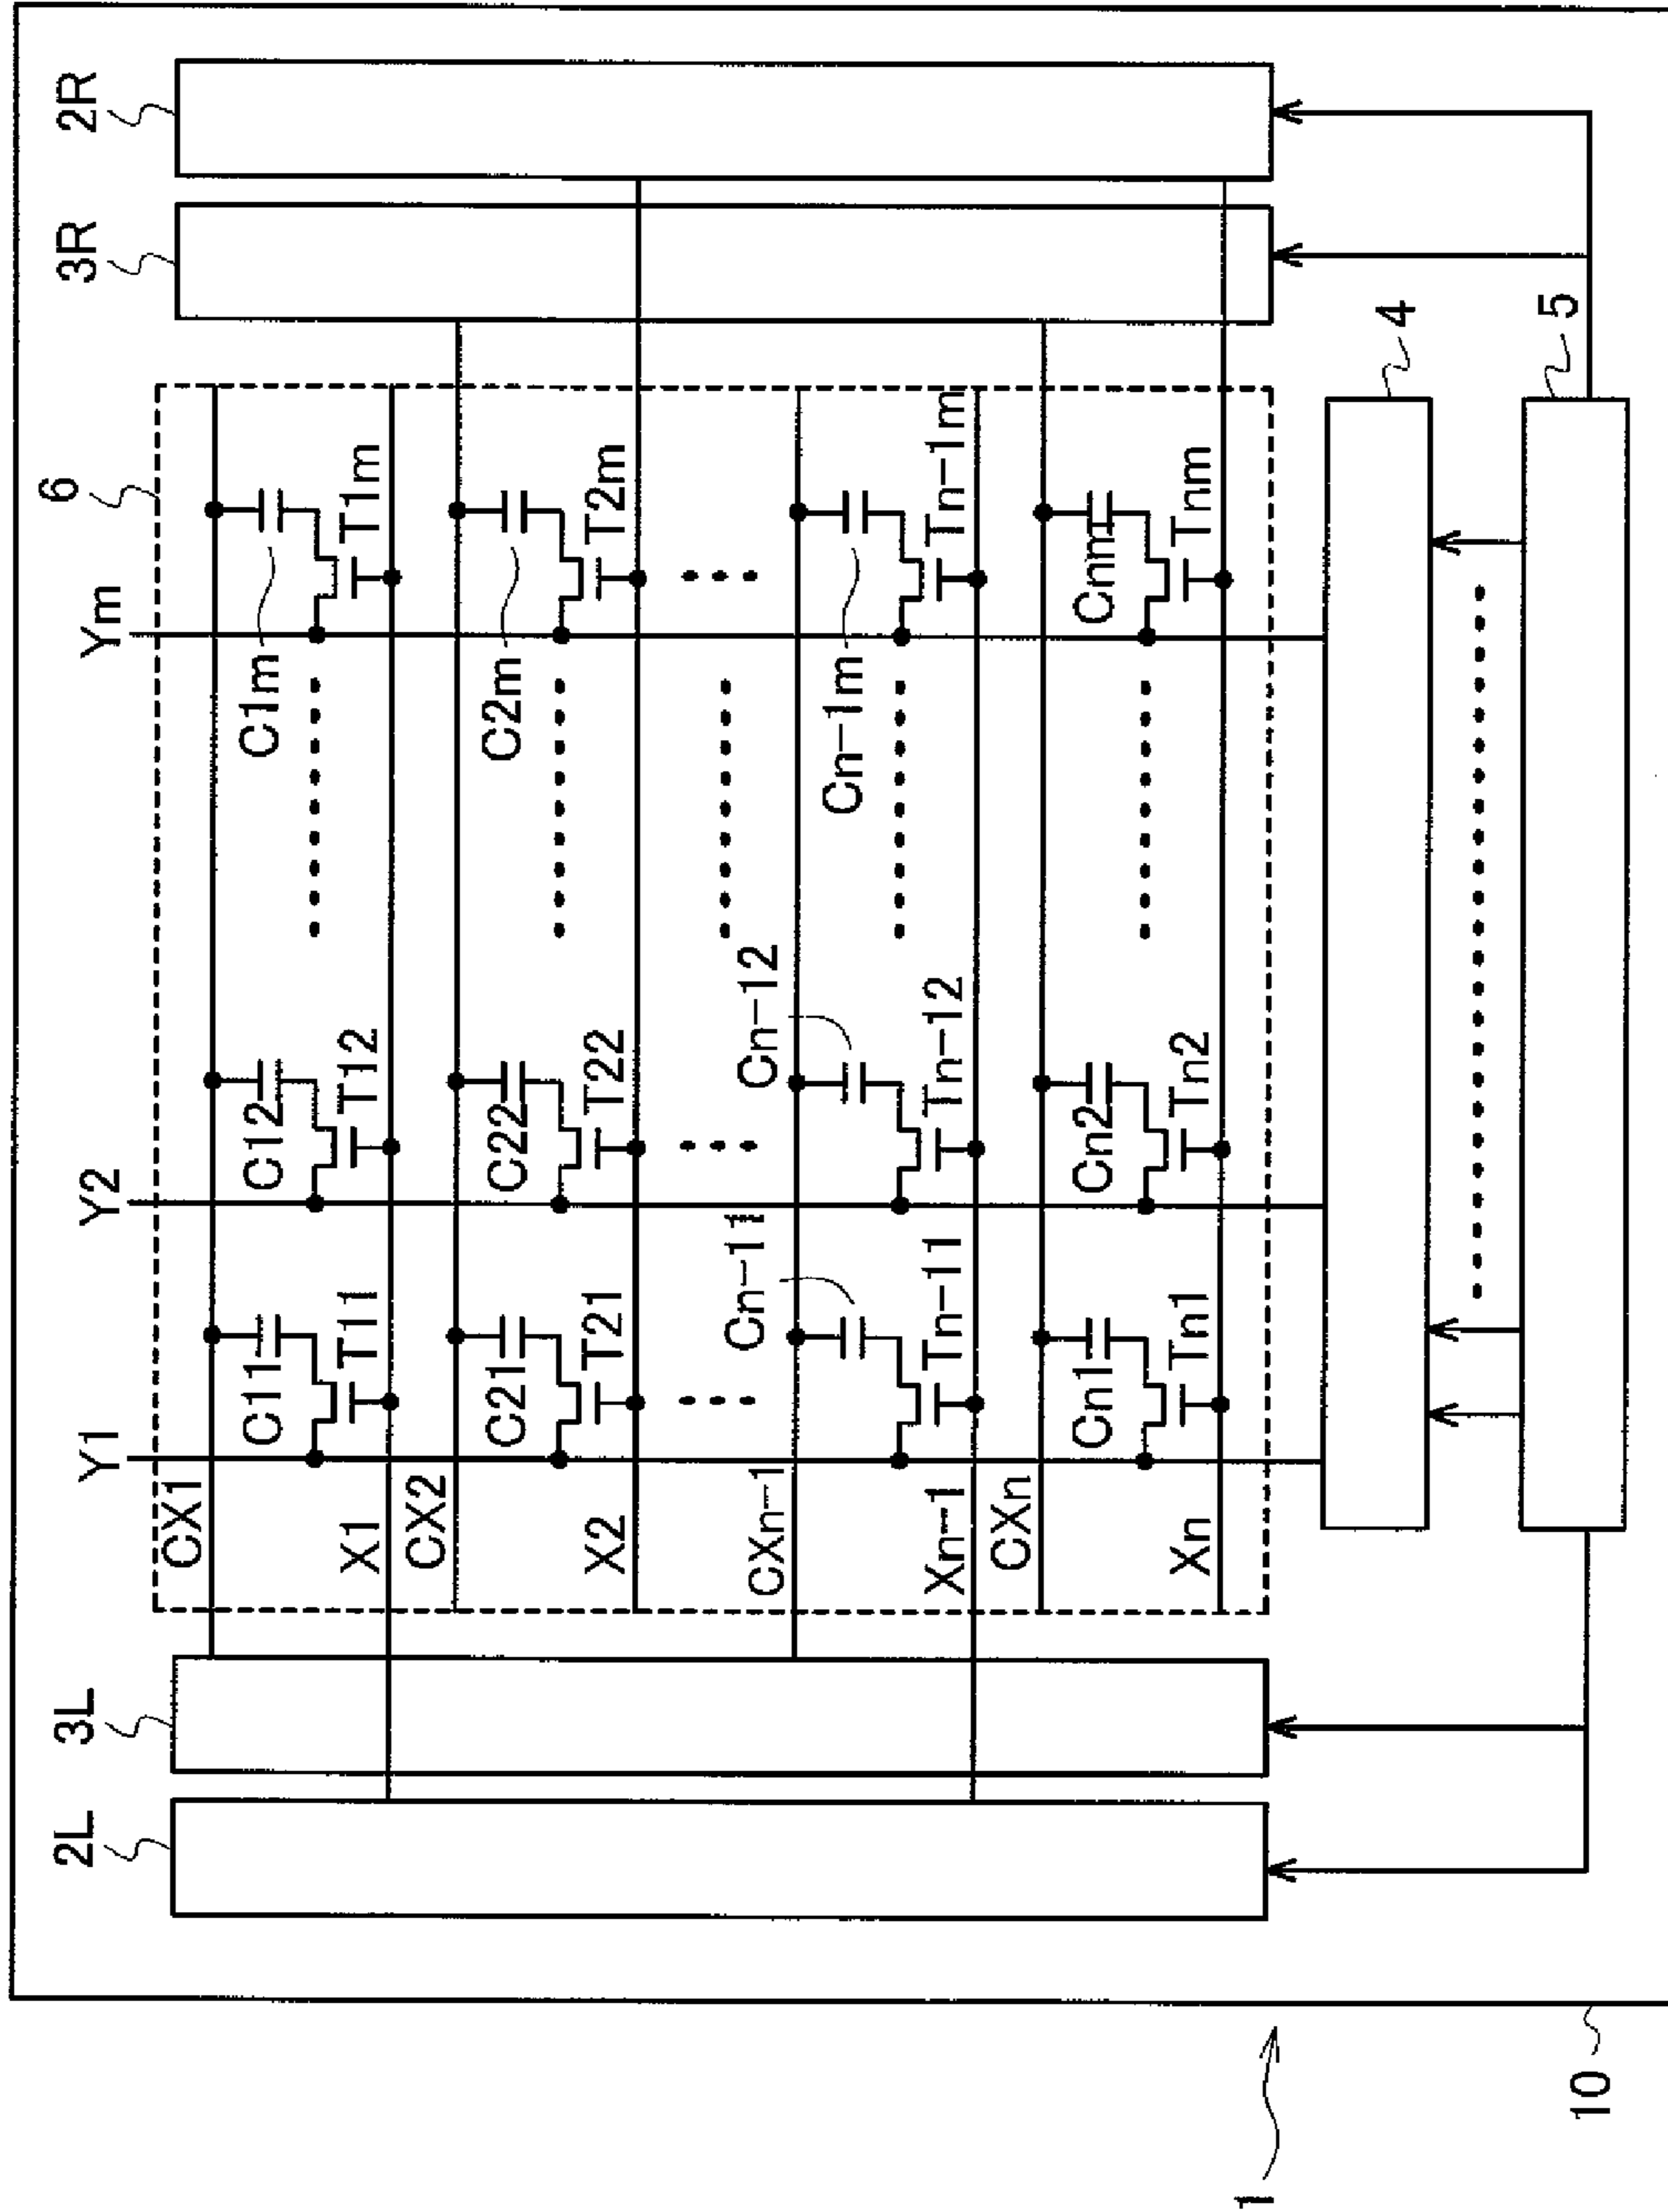 2L
3L
Y1
Y2
Ym
6
3R
2R
CX1
C11
C12
C1m
X1
T11
T12
T1m
CX2
C21
C22
C2m
X2
T21
T22
T2m
CXn-1
Cn-11
Cn-12
Cn-1m
Xn-1
Tn-11
Tn-12
Tn-1m
CXn
Cn1
Cn2
Cnm
Xn
Tn1
Tn2
Tnm
4
5
1
10